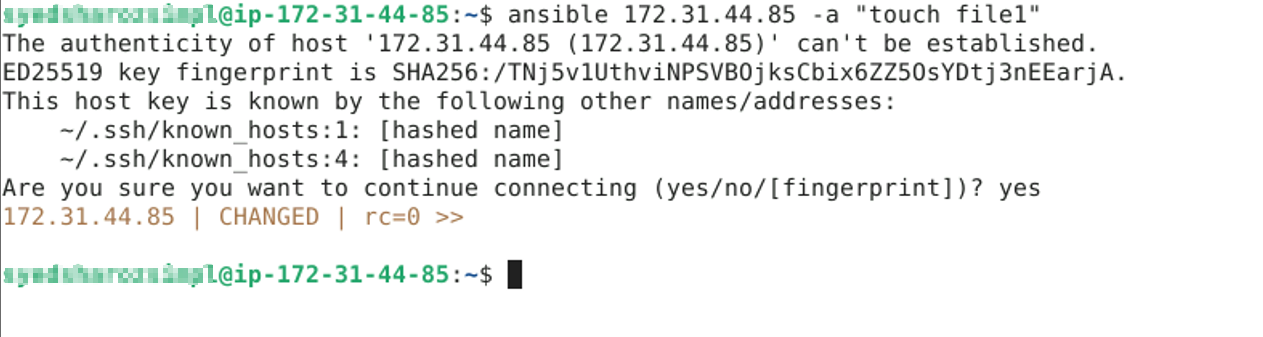 @ip-172-31-44-85:~$ ansible 172.31.44.85 -a "touch file1"
The authenticity of host '172.31.44.85 (172.31.44.85)' can't be established.
ED25519 key fingerprint is SHA256:/TNj5v1UthviNPSVBOjksCbix6ZZ5OsYDtj3nEEarjA.
This host key is known by the following other names/addresses:
    ~/.ssh/known_hosts:1: [hashed name]
    ~/.ssh/known_hosts:4: [hashed name]
Are you sure you want to continue connecting (yes/no/[fingerprint])? yes
172.31.44.85 | CHANGED | rc=0 >>
@ip-172-31-44-85:~$